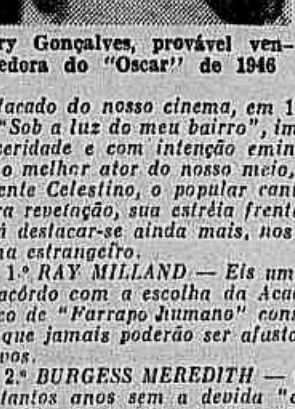 ry Gonçalves, provável ven-
edora do "Oscar" de 1946
tacado do nosso cinema, em 1
"Sob a luz do meu bairro", im
ceridade e com intenção emin
o melhor ator do nosso meio,
ente Celestino, o popular can
ra revelação, sua estréia frent
á destacar-se ainda mais, nos
na estrangeiro.
1.º RAY MILLAND — Eis um
acôrdo com a escolha da Aca
co de "Farrapo humano" cons
que jamais poderão ser afasta
vos.
2.º BURGESS MEREDITH —
tantos anos sem a devida "c